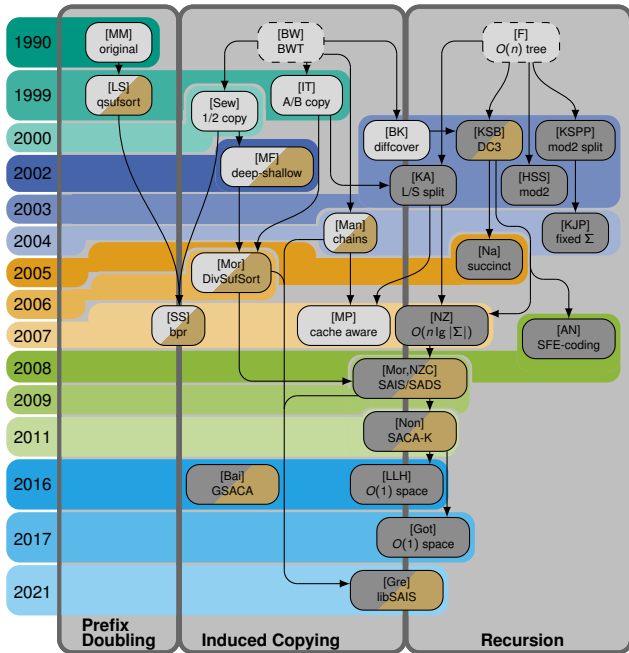 1990
[MM]
original
[BW]
BWT
[F]
O(n) tree
1999
[LS]
qsufsort
[Sew]
1/2 copy
[IT]
A/B copy
2000
[BK]
diffcover
[KSB]
DC3
[KSPP]
mod2 split
2002
[MF]
deep-shallow
[KA]
L/S split
[HSS]
mod2
2003
2004
[Man]
chains
[KJP]
fixed Σ
2005
[Mor]
DivSufSort
[Na]
succinct
2006
2007
[SS]
bpr
[MP]
cache aware
[NZ]
O(n lg |Σ|)
[AN]
SFE-coding
2008
[Mor,NZC]
SAIS/SADS
2009
2011
[Non]
SACA-K
2016
[Bai]
GSACA
[LLH]
O(1) space
2017
[Got]
O(1) space
2021
[Gre]
libSAIS
Prefix
Doubling
Induced Copying
Recursion